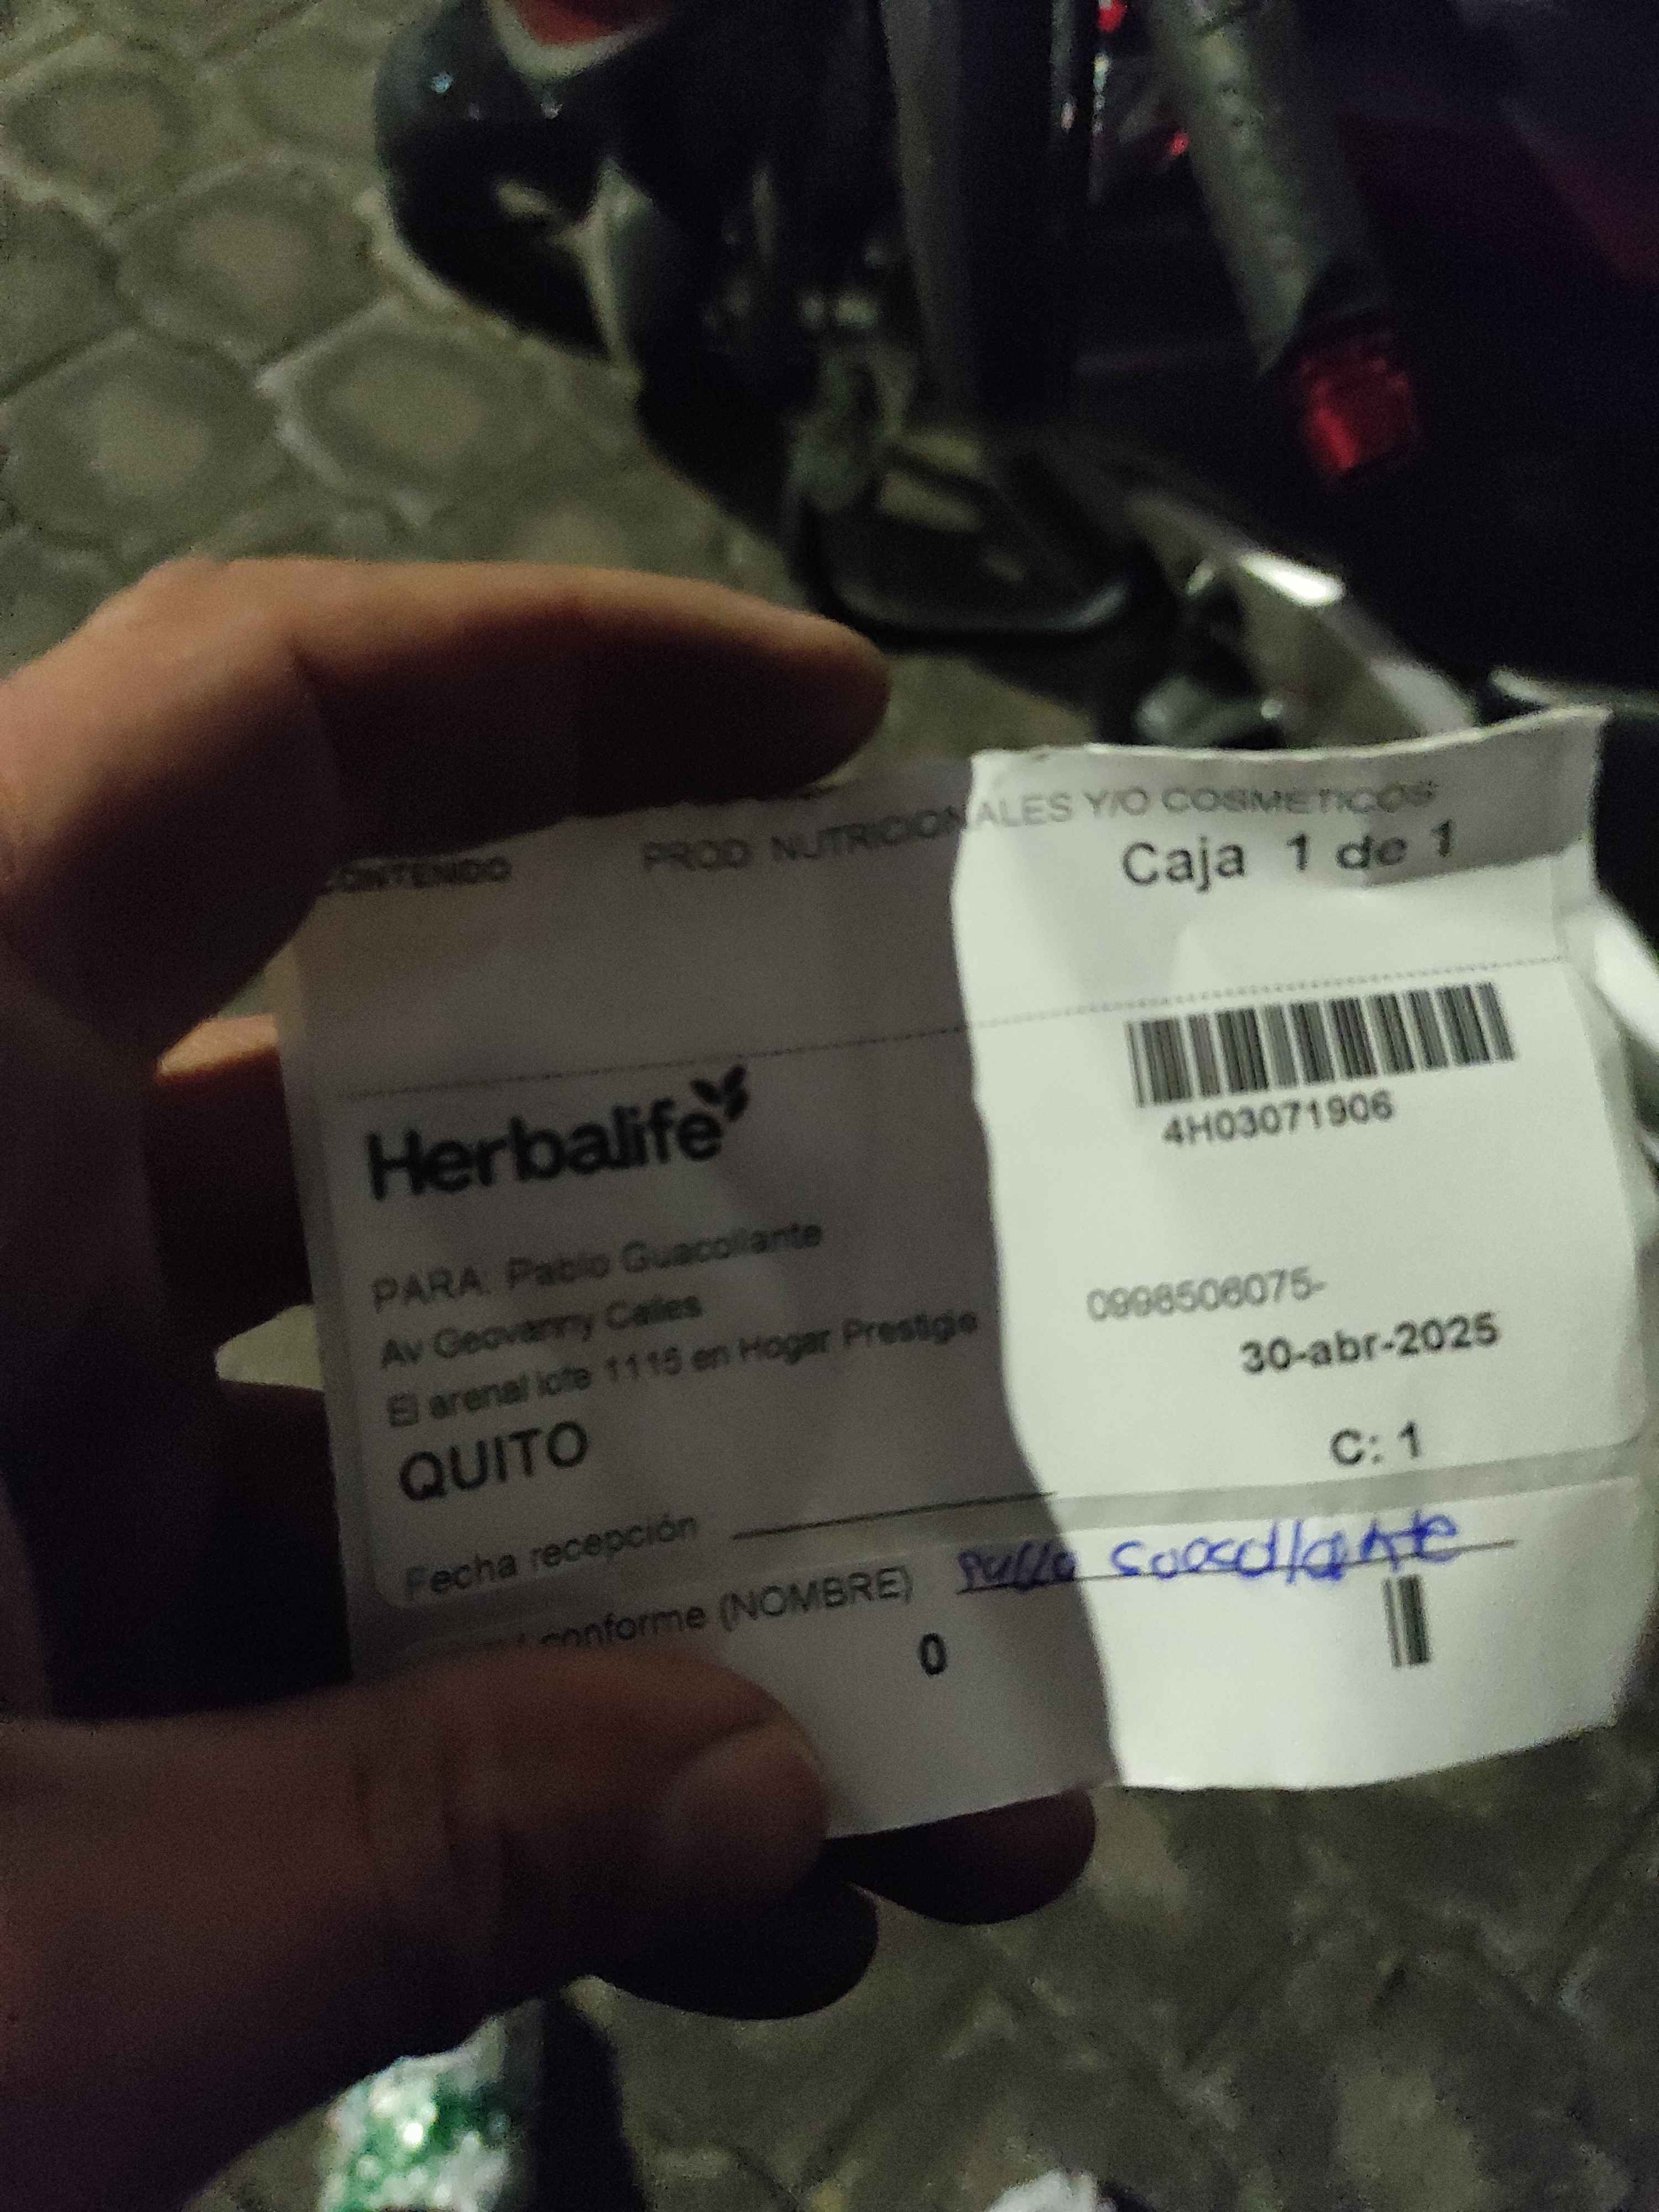 CONTENIDO PROD NUTRICIONALES Y/O COSMETICOS
Caja 1 de 1
4H03071906
Herbalife
PARA: Pablo Guacollante
Av Geovanny Calles
0998506075-
El arenal lote 1115 en Hogar Prestigie
30-abr-2025
QUITO
C: 1
Fecha recepción
conforme (NOMBRE)
0